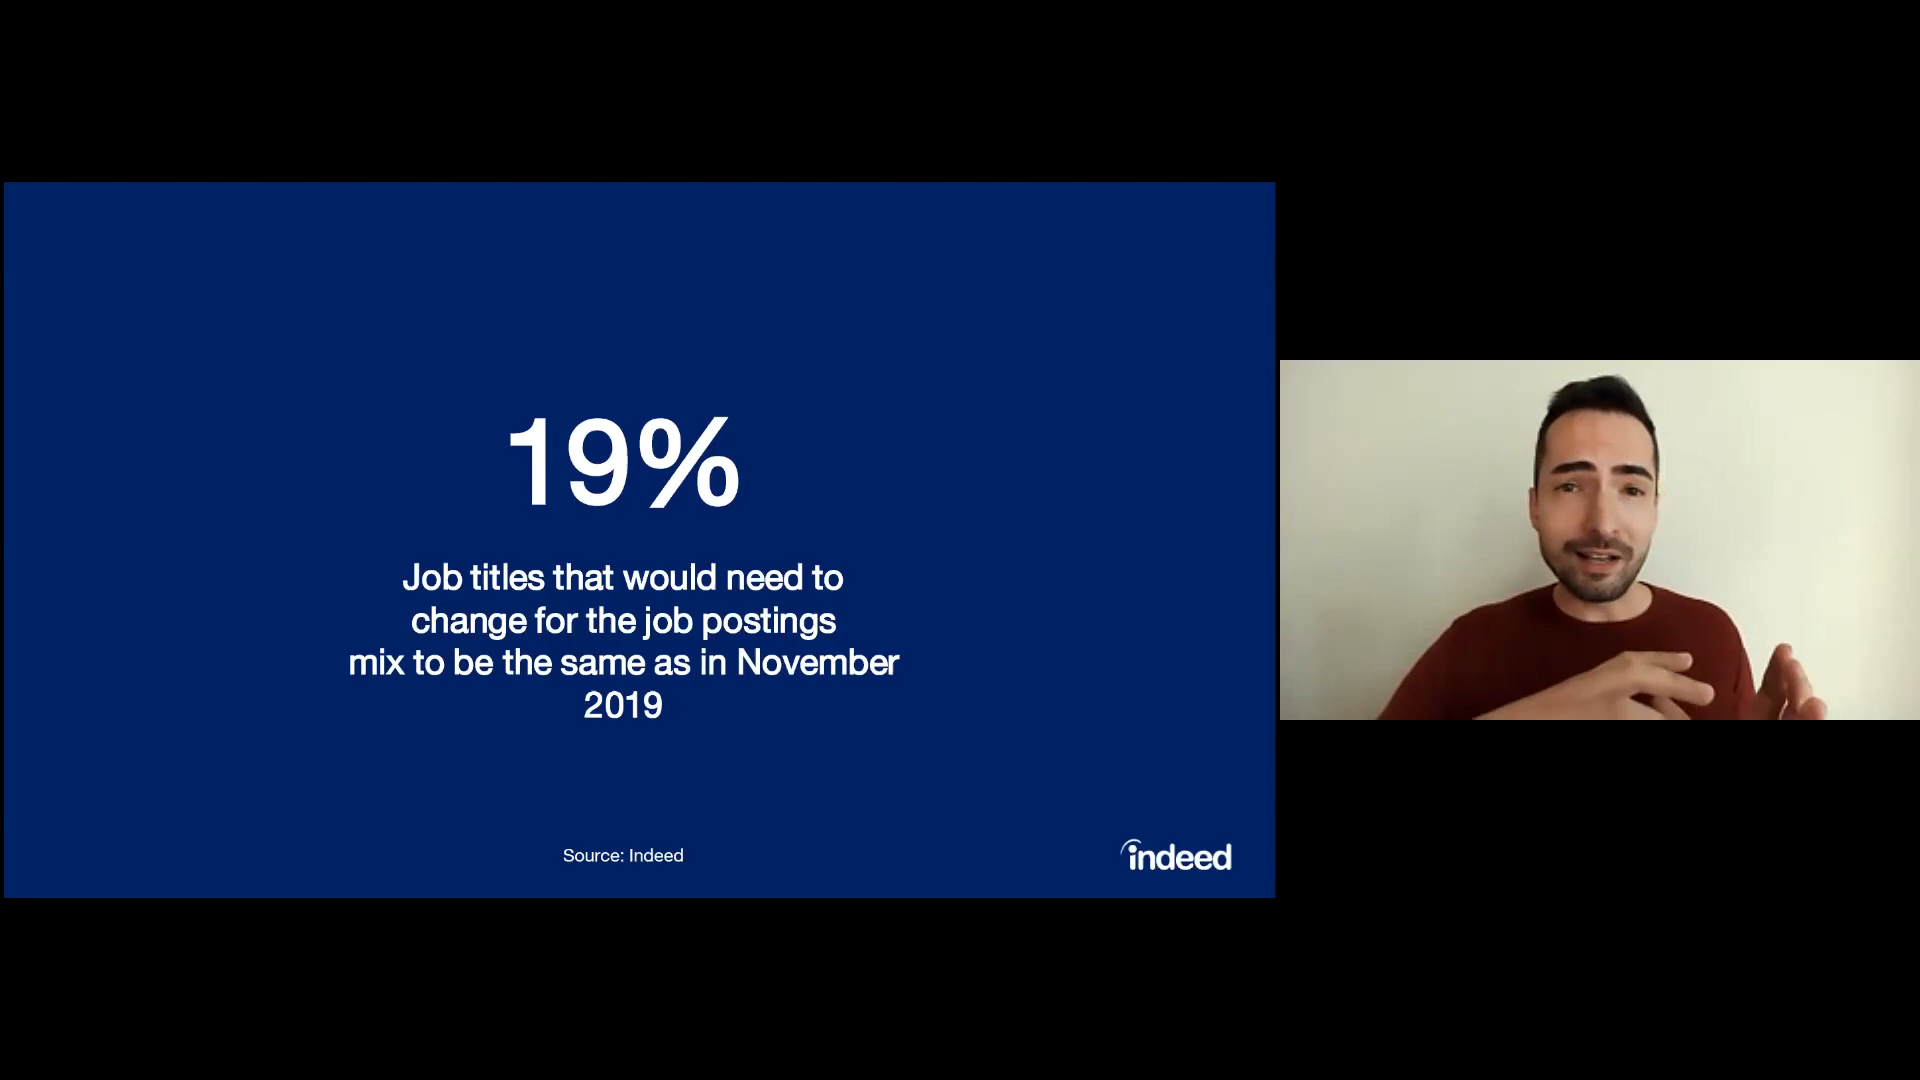 19%
Job titles that would need to
change for the job postings
mix to be the same as in November
2019
Source: Indeed
indeed